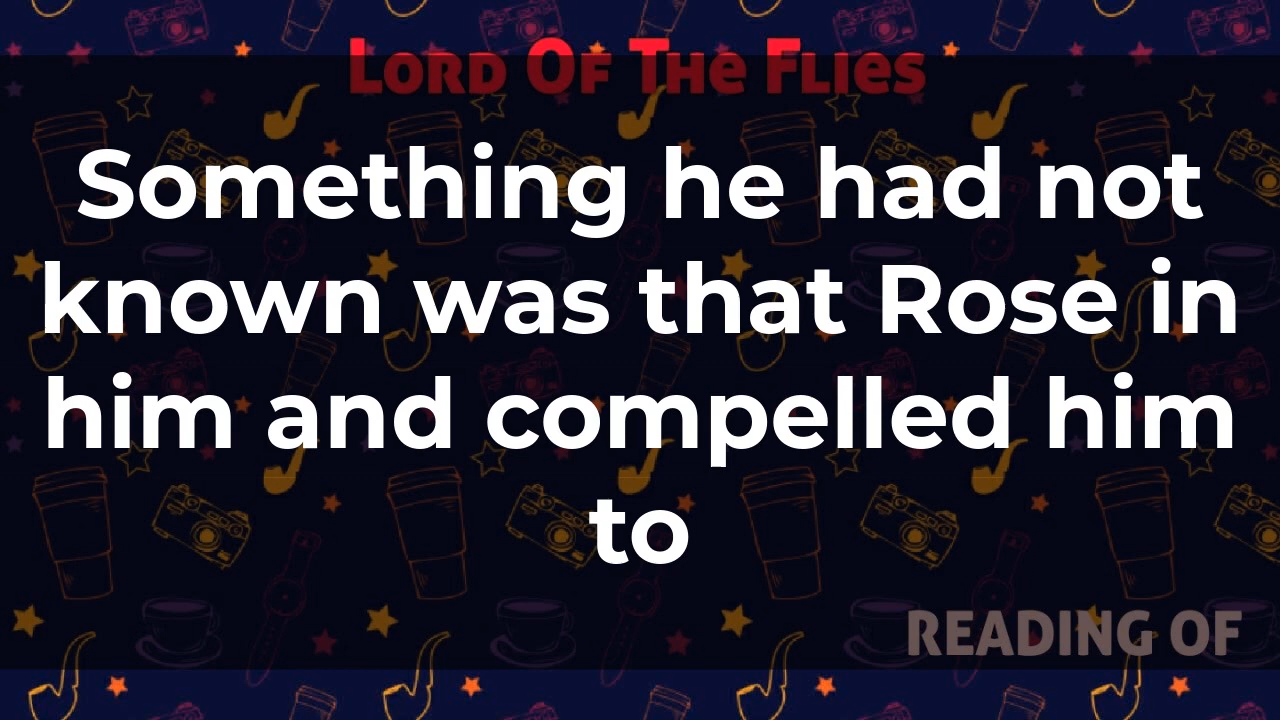 Lord Of The Flies
Something he had not
known was that Rose in
him and compelled him
to
READING OF